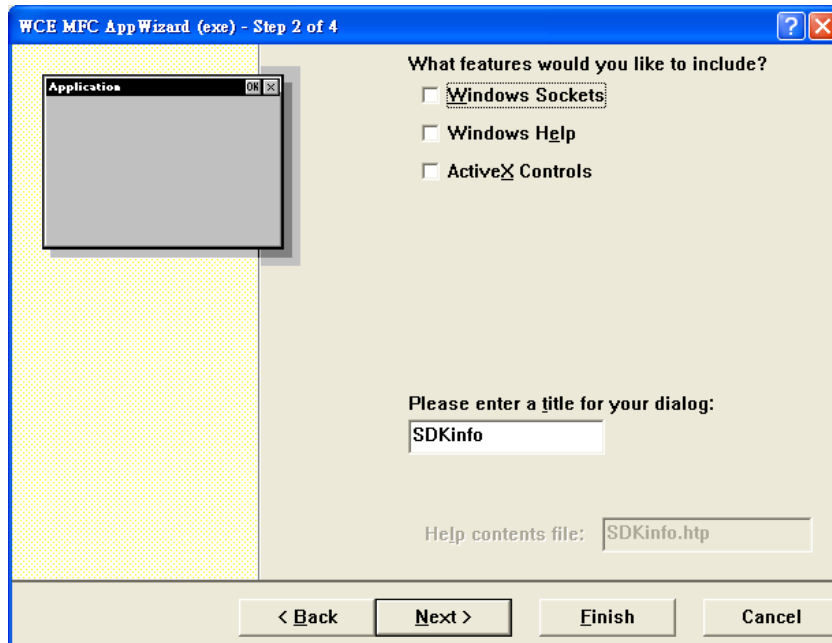 WCE MFC AppWizard (exe) - Step 2 of 4
Application OK
What features would you like to include?
Windows Sockets
Windows Help
ActiveX Controls
Please enter a title for your dialog:
SDKinfo
Help contents file: SDKinfo.htp
< Back Next > Finish Cancel